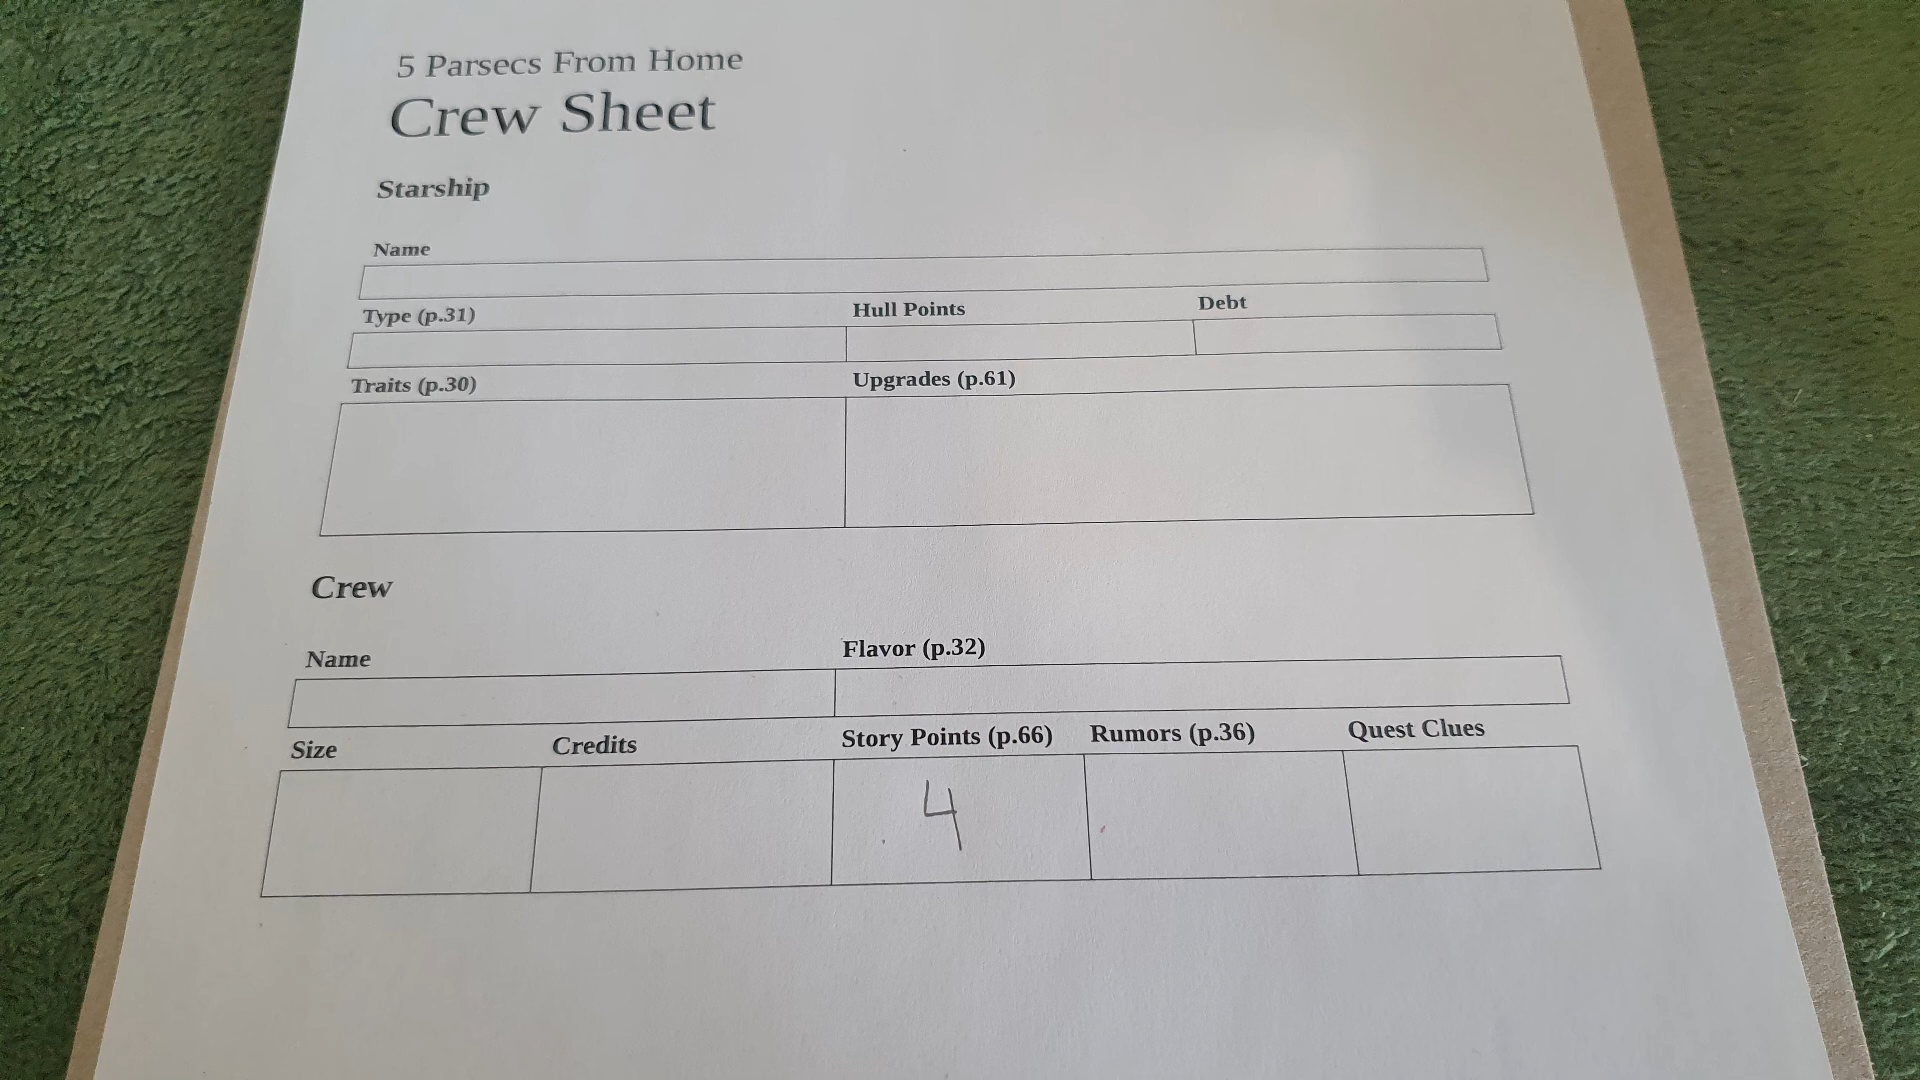 5 Parsecs From Home
Crew Sheet
Starship
Name
Type (p.31) Hull Points Debt
Traits (p.30) Upgrades (p.61)
Crew
Name Flavor (p.32)
Size Credits Story Points (p.66) Rumors (p.36) Quest Clues
4